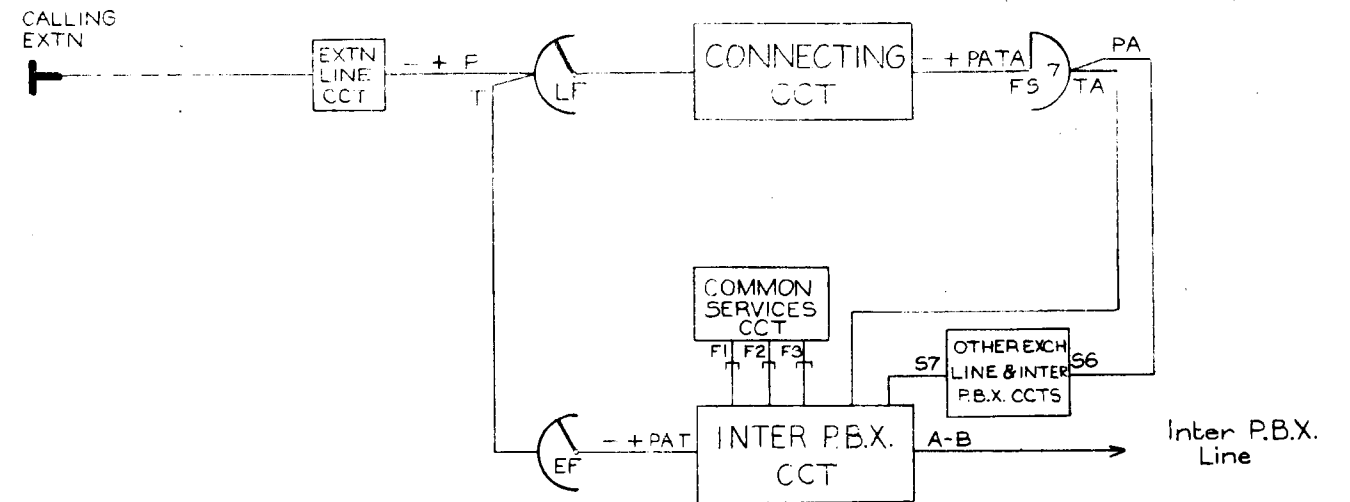 CALLING
EXTN
EXTN
LINE
CCT
- + P
T
LF
CONNECTING
CCT
- + PATA
FS
7
PA
TA
COMMON
SERVICES
CCT
F1 F2 F3
S7
OTHER EXCH
LINE & INTER
P.B.X. CCTS
S6
EF
- + PAT
INTER P.B.X.
CCT
A-B
Inter P.B.X.
Line